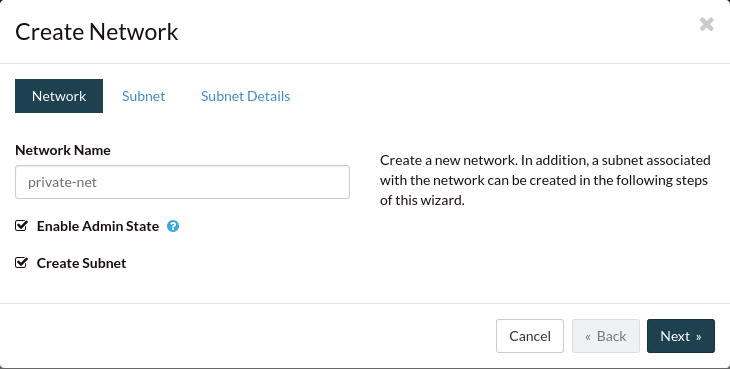 Create Network
×
Network Subnet Subnet Details
Network Name
private-net
Enable Admin State ?
Create Subnet
Create a new network. In addition, a subnet associated
with the network can be created in the following steps
of this wizard.
Cancel « Back Next »